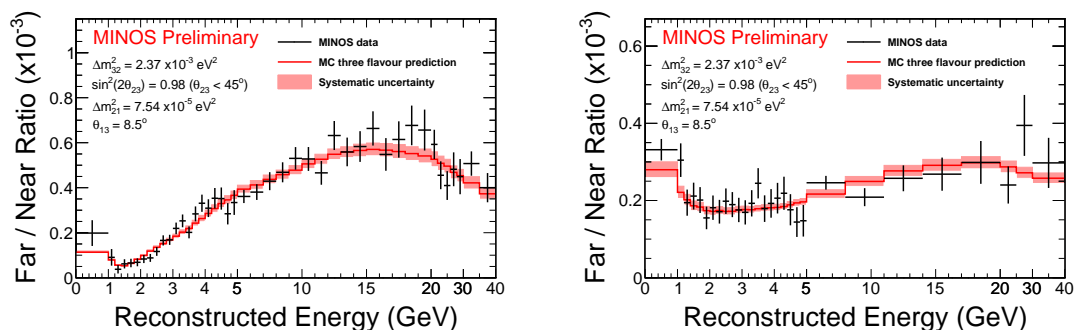 Far / Near Ratio (x10⁻³)
1
0.8
0.6
0.4
0.2
0
MINOS Preliminary
Δm²₃₂ = 2.37 x10⁻³ eV²
sin²(2θ₂₃) = 0.98 (θ₂₃ < 45°)
Δm²₂₁ = 7.54 x10⁻⁵ eV²
θ₁₃ = 8.5°
MINOS data
MC three flavour prediction
Systematic uncertainty
0 1 2 3 4 5 10 15 20 30 40
Reconstructed Energy (GeV)
Far / Near Ratio (x10⁻³)
0.6
0.4
0.2
0
MINOS Preliminary
Δm²₃₂ = 2.37 x10⁻³ eV²
sin²(2θ₂₃) = 0.98 (θ₂₃ < 45°)
Δm²₂₁ = 7.54 x10⁻⁵ eV²
θ₁₃ = 8.5°
MINOS data
MC three flavour prediction
Systematic uncertainty
0 1 2 3 4 5 10 15 20 30 40
Reconstructed Energy (GeV)